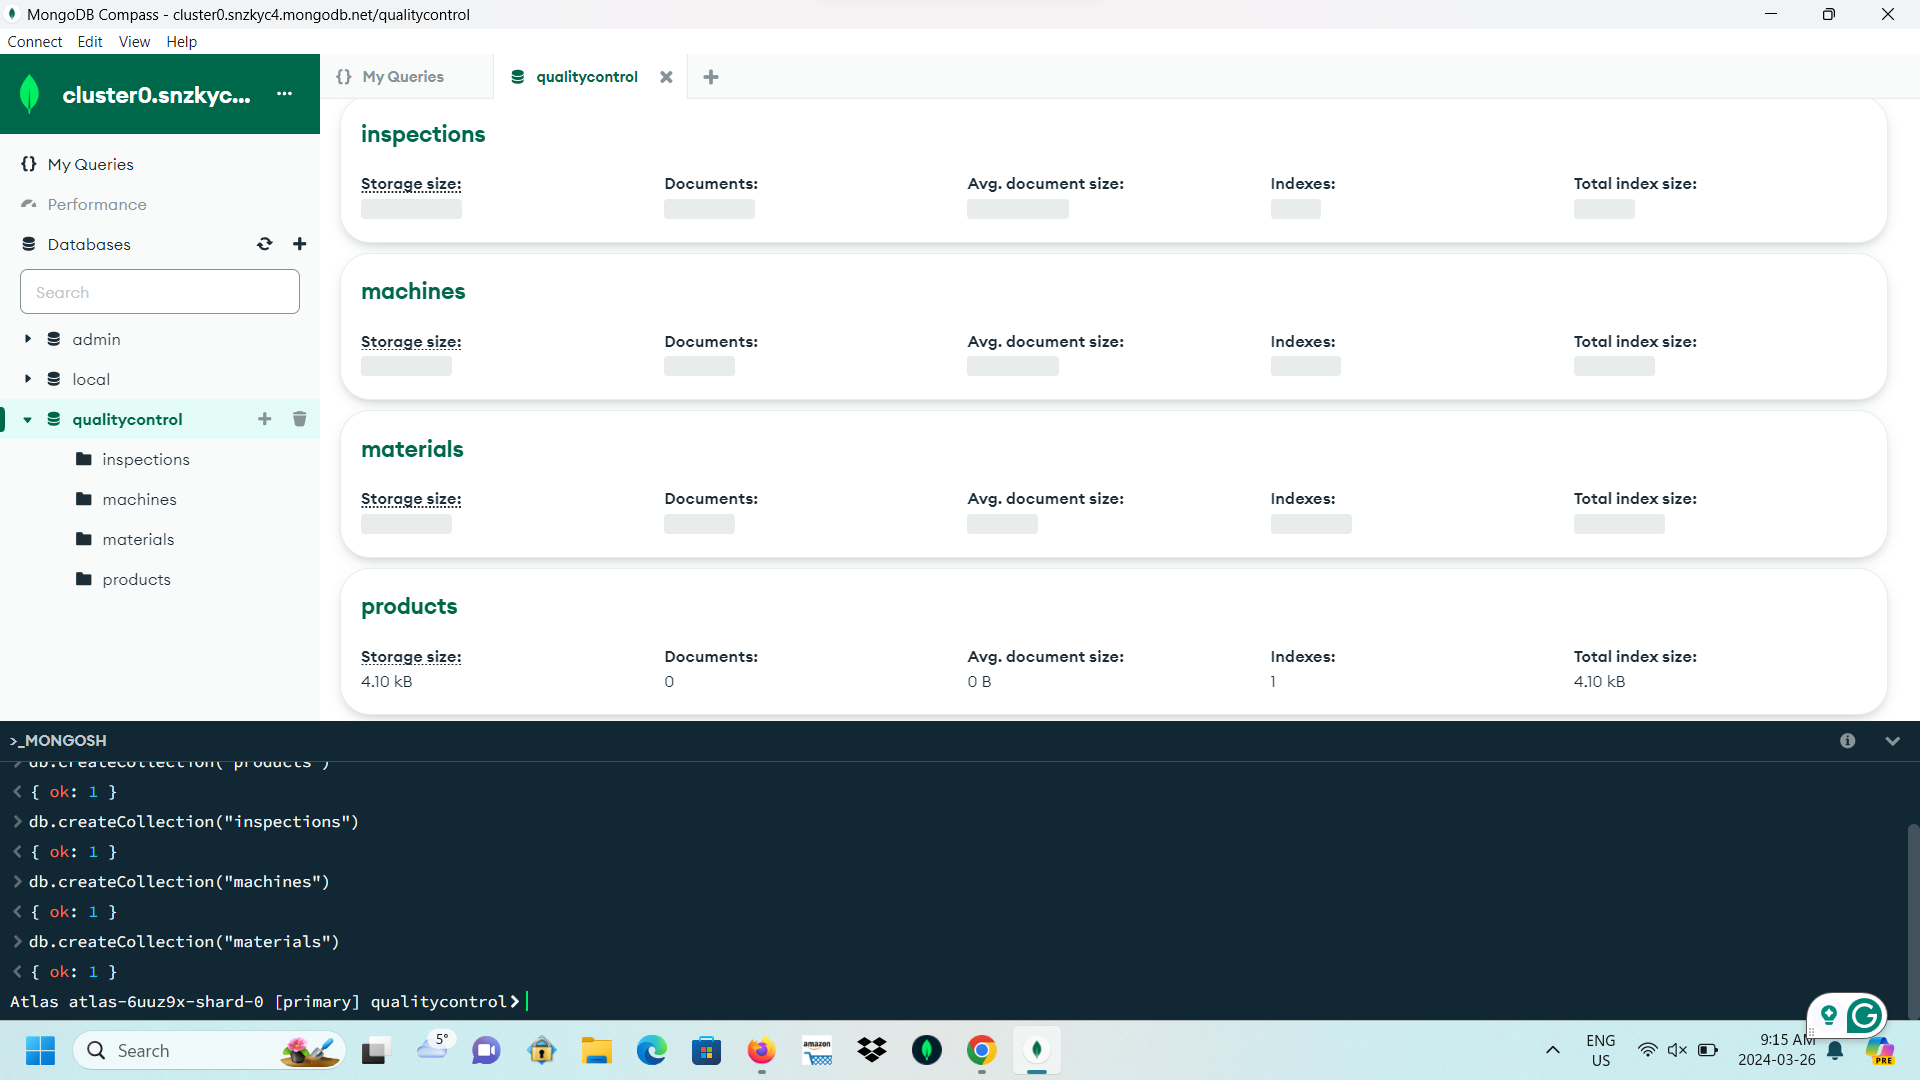 MongoDB Compass - cluster0.snzkyc4.mongodb.net/qualitycontrol
Connect Edit View Help
cluster0.snzkyc... ...
{} My Queries
qualitycontrol
{} My Queries
Performance
Databases
Search
admin
local
qualitycontrol
inspections
machines
materials
products
inspections
Storage size: Documents: Avg. document size: Indexes: Total index size:
machines
Storage size: Documents: Avg. document size: Indexes: Total index size:
materials
Storage size: Documents: Avg. document size: Indexes: Total index size:
products
Storage size: Documents: Avg. document size: Indexes: Total index size:
4.10 kB 0 0 B 1 4.10 kB
>_MONGOSH
> db.createCollection("products")
< { ok: 1 }
> db.createCollection("inspections")
< { ok: 1 }
> db.createCollection("machines")
< { ok: 1 }
> db.createCollection("materials")
< { ok: 1 }
Atlas atlas-6uuz9x-shard-0 [primary] qualitycontrol>
Search
5°
amazon
ENG
US
9:15 AM
2024-03-26
PRE